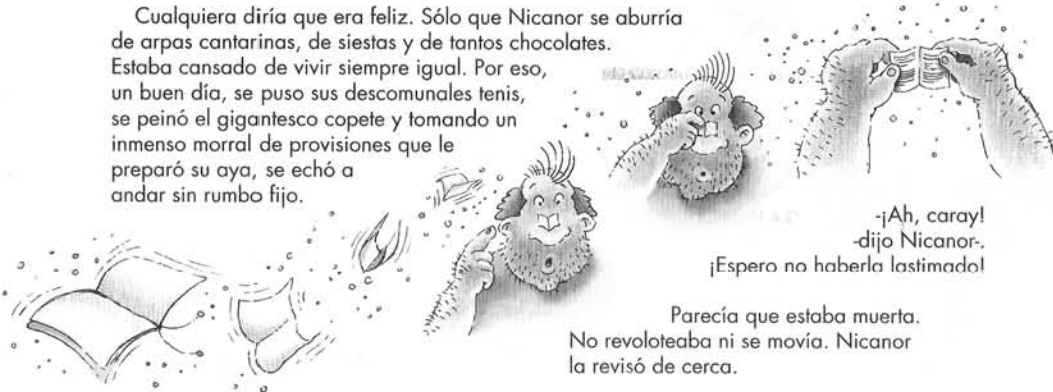 Cualquiera diría que era feliz. Sólo que Nicanor se aburría
de arpas cantarinas, de siestas y de tantos chocolates.
Estaba cansado de vivir siempre igual. Por eso,
un buen día, se puso sus descomunales tenis,
se peinó el gigantesco copete y tomando un
inmenso morral de provisiones que le
preparó su aya, se echó a
andar sin rumbo fijo.
-¡Ah, caray!
-dijo Nicanor-.
¡Espero no haberla lastimado!
Parecía que estaba muerta.
No revoloteaba ni se movía. Nicanor
la revisó de cerca.